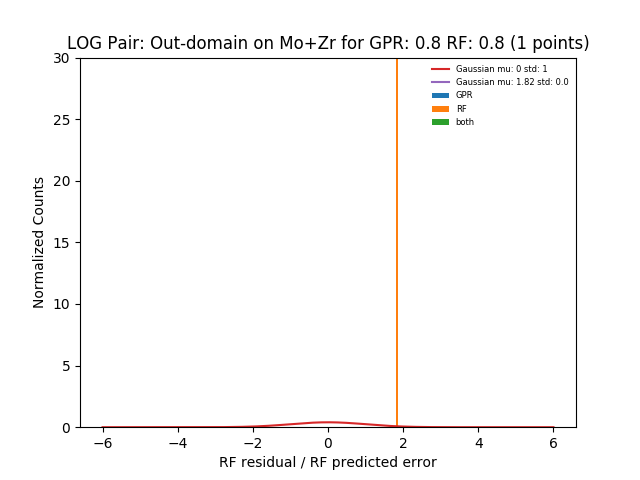 LOG Pair: Out-domain on Mo+Zr for GPR: 0.8 RF: 0.8 (1 points)
Gaussian mu: 0 std: 1
Gaussian mu: 1.82 std: 0.0
GPR
RF
both
30
25
20
15
10
5
0
Normalized Counts
−6
−4
−2
0
2
4
6
RF residual / RF predicted error